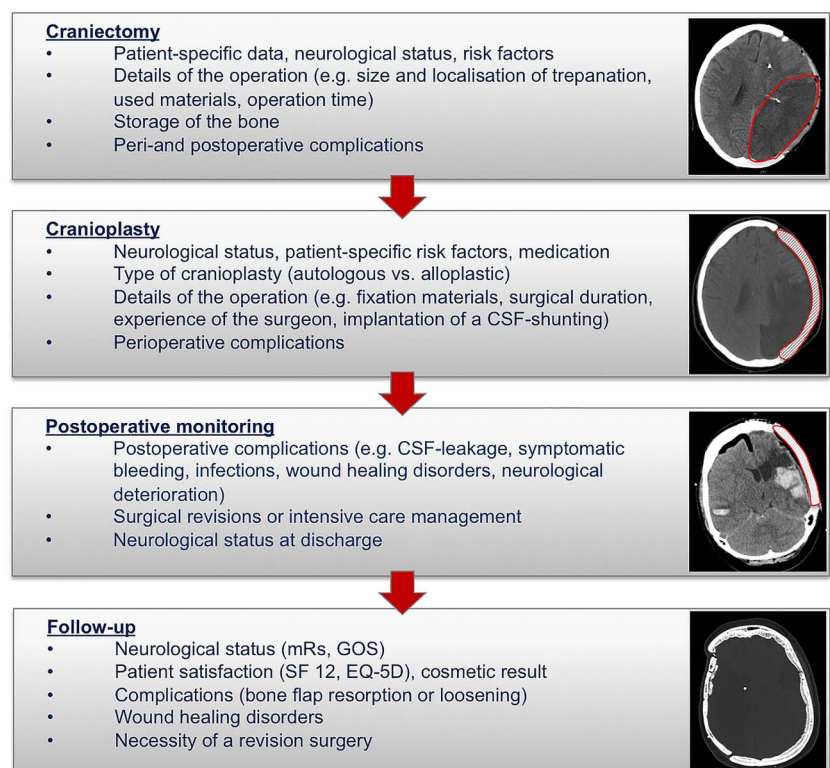 Craniectomy
• Patient-specific data, neurological status, risk factors
• Details of the operation (e.g. size and localisation of trepanation,
used materials, operation time)
• Storage of the bone
• Peri-and postoperative complications
Cranioplasty
• Neurological status, patient-specific risk factors, medication
• Type of cranioplasty (autologous vs. alloplastic)
• Details of the operation (e.g. fixation materials, surgical duration,
experience of the surgeon, implantation of a CSF-shunting)
• Perioperative complications
Postoperative monitoring
• Postoperative complications (e.g. CSF-leakage, symptomatic
bleeding, infections, wound healing disorders, neurological
deterioration)
• Surgical revisions or intensive care management
• Neurological status at discharge
Follow-up
• Neurological status (mRs, GOS)
• Patient satisfaction (SF 12, EQ-5D), cosmetic result
• Complications (bone flap resorption or loosening)
• Wound healing disorders
• Necessity of a revision surgery